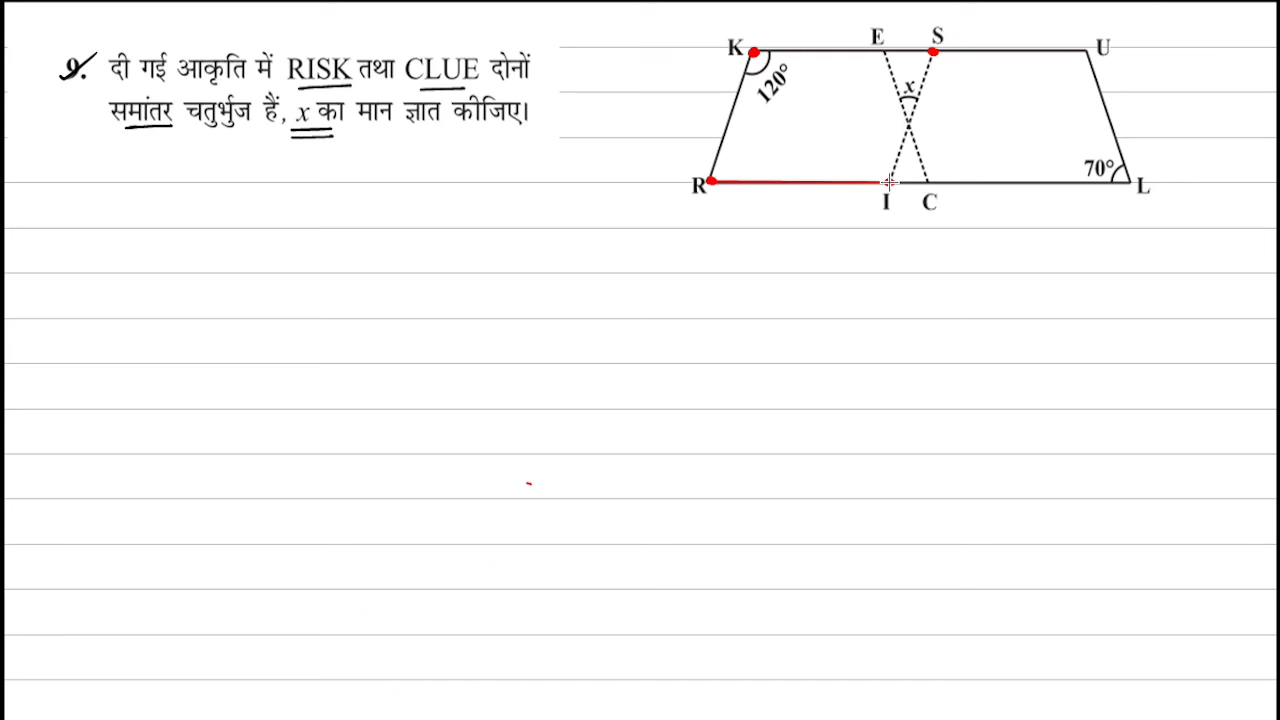 9. दी गई आकृति में RISK तथा CLUE दोनों
समांतर चतुर्भुज हैं, x का मान ज्ञात कीजिए।
K E S U
120° x
70°
R I C L